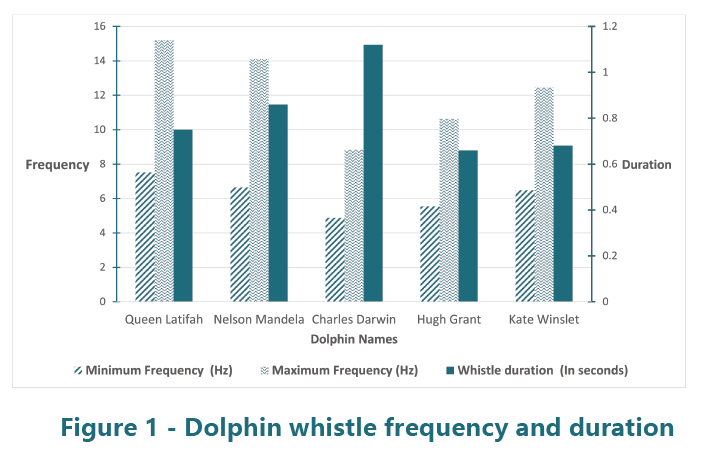 16
14
12
10
8
6
4
2
0
Frequency
1.2
1
0.8
0.6
0.4
0.2
0
Duration
Queen Latifah Nelson Mandela Charles Darwin Hugh Grant Kate Winslet
Dolphin Names
Minimum Frequency (Hz) Maximum Frequency (Hz) Whistle duration (In seconds)
Figure 1 - Dolphin whistle frequency and duration